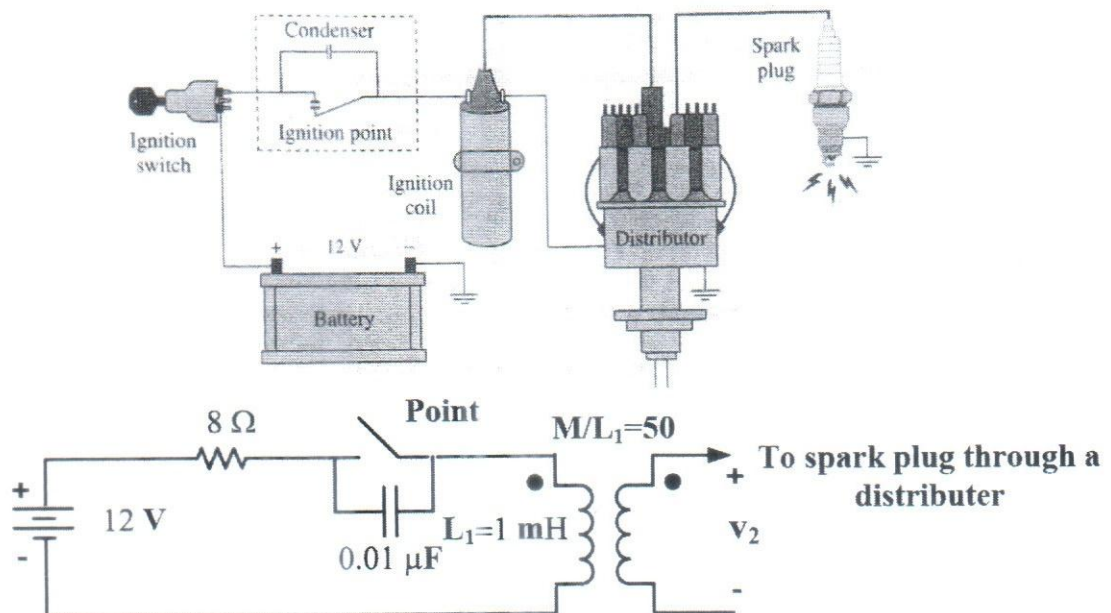 Condenser
Ignition point
Ignition
switch
Ignition
coil
Spark
plug
Distributor
+ 12 V −
Battery
8 Ω
Point
M/L₁=50
To spark plug through a
distributer
+
12 V
-
L₁=1 mH
0.01 µF
+
v₂
-